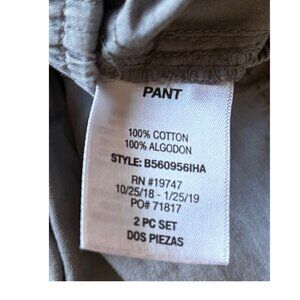 PANT
100% COTTON
100% ALGODON
STYLE: B560956IHA
RN #19747
10/25/18 - 1/25/19
PO# 71817
2 PC SET
DOS PIEZAS